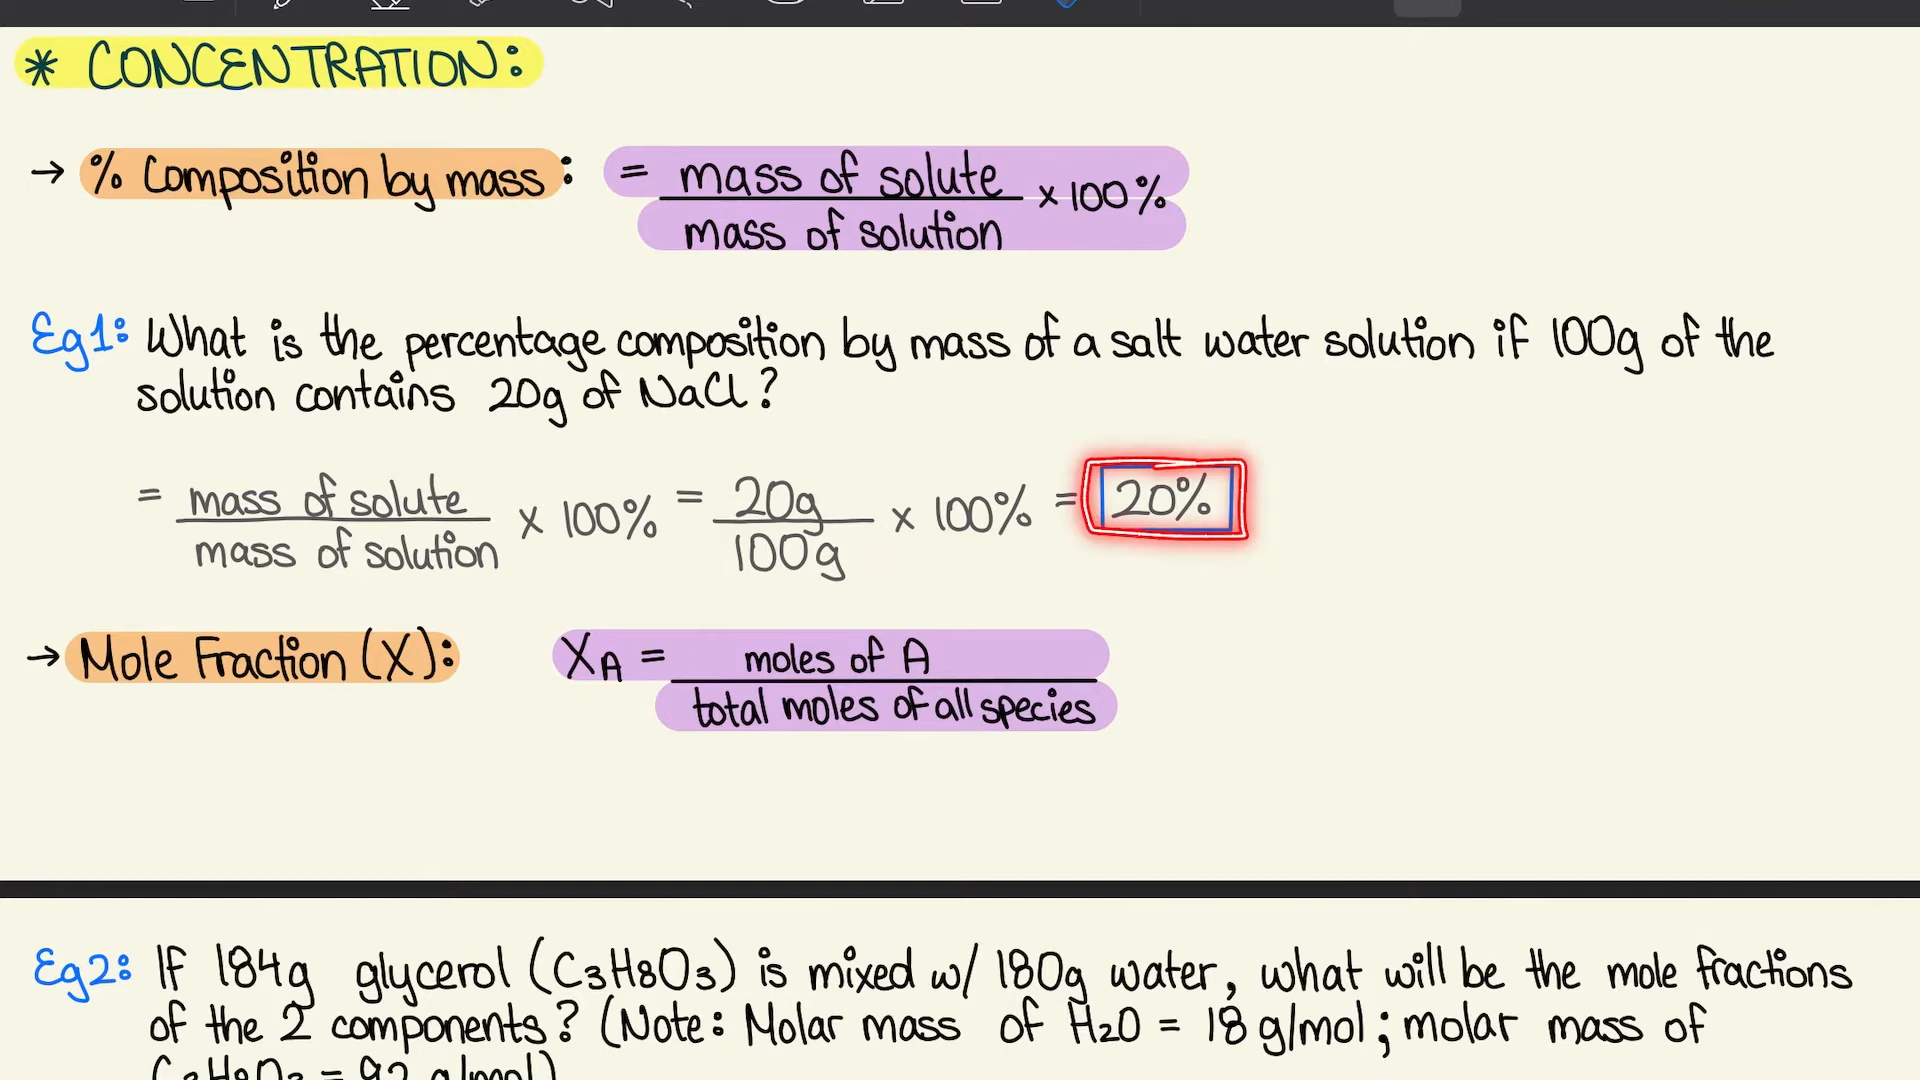 * CONCENTRATION:
→ % Composition by mass: = mass of solute / mass of solution × 100%
Eg1: What is the percentage composition by mass of a salt water solution if 100g of the
solution contains 20g of NaCl?
= mass of solute / mass of solution × 100% = 20g / 100g × 100% = 20%
→ Mole Fraction (X): XA = moles of A / total moles of all species
Eg2: If 184g glycerol (C3H8O3) is mixed w/ 180g water, what will be the mole fractions
of the 2 components? (Note: Molar mass of H2O = 18 g/mol; molar mass of
C3H8O3 = 92 g/mol)